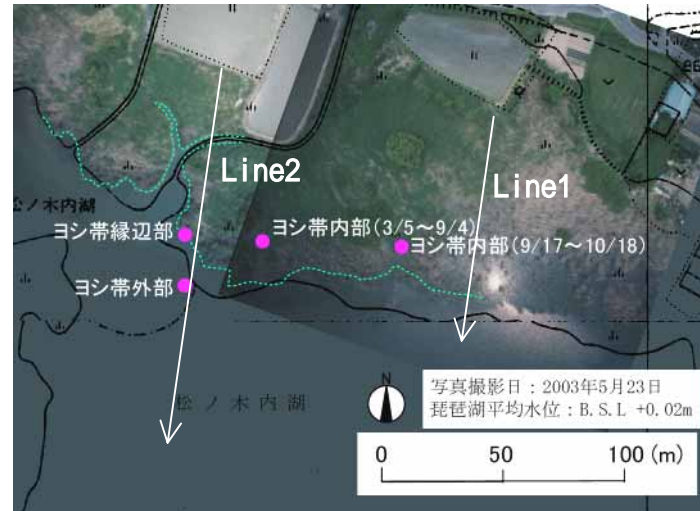 Line2
Line1
松ノ木内湖
ヨシ帯縁辺部
ヨシ帯内部(3/5～9/4)
ヨシ帯内部(9/17～10/18)
ヨシ帯外部
松ノ木内湖
N
写真撮影日：2003年5月23日
琵琶湖平均水位：B.S.L +0.02m
0 50 100 (m)